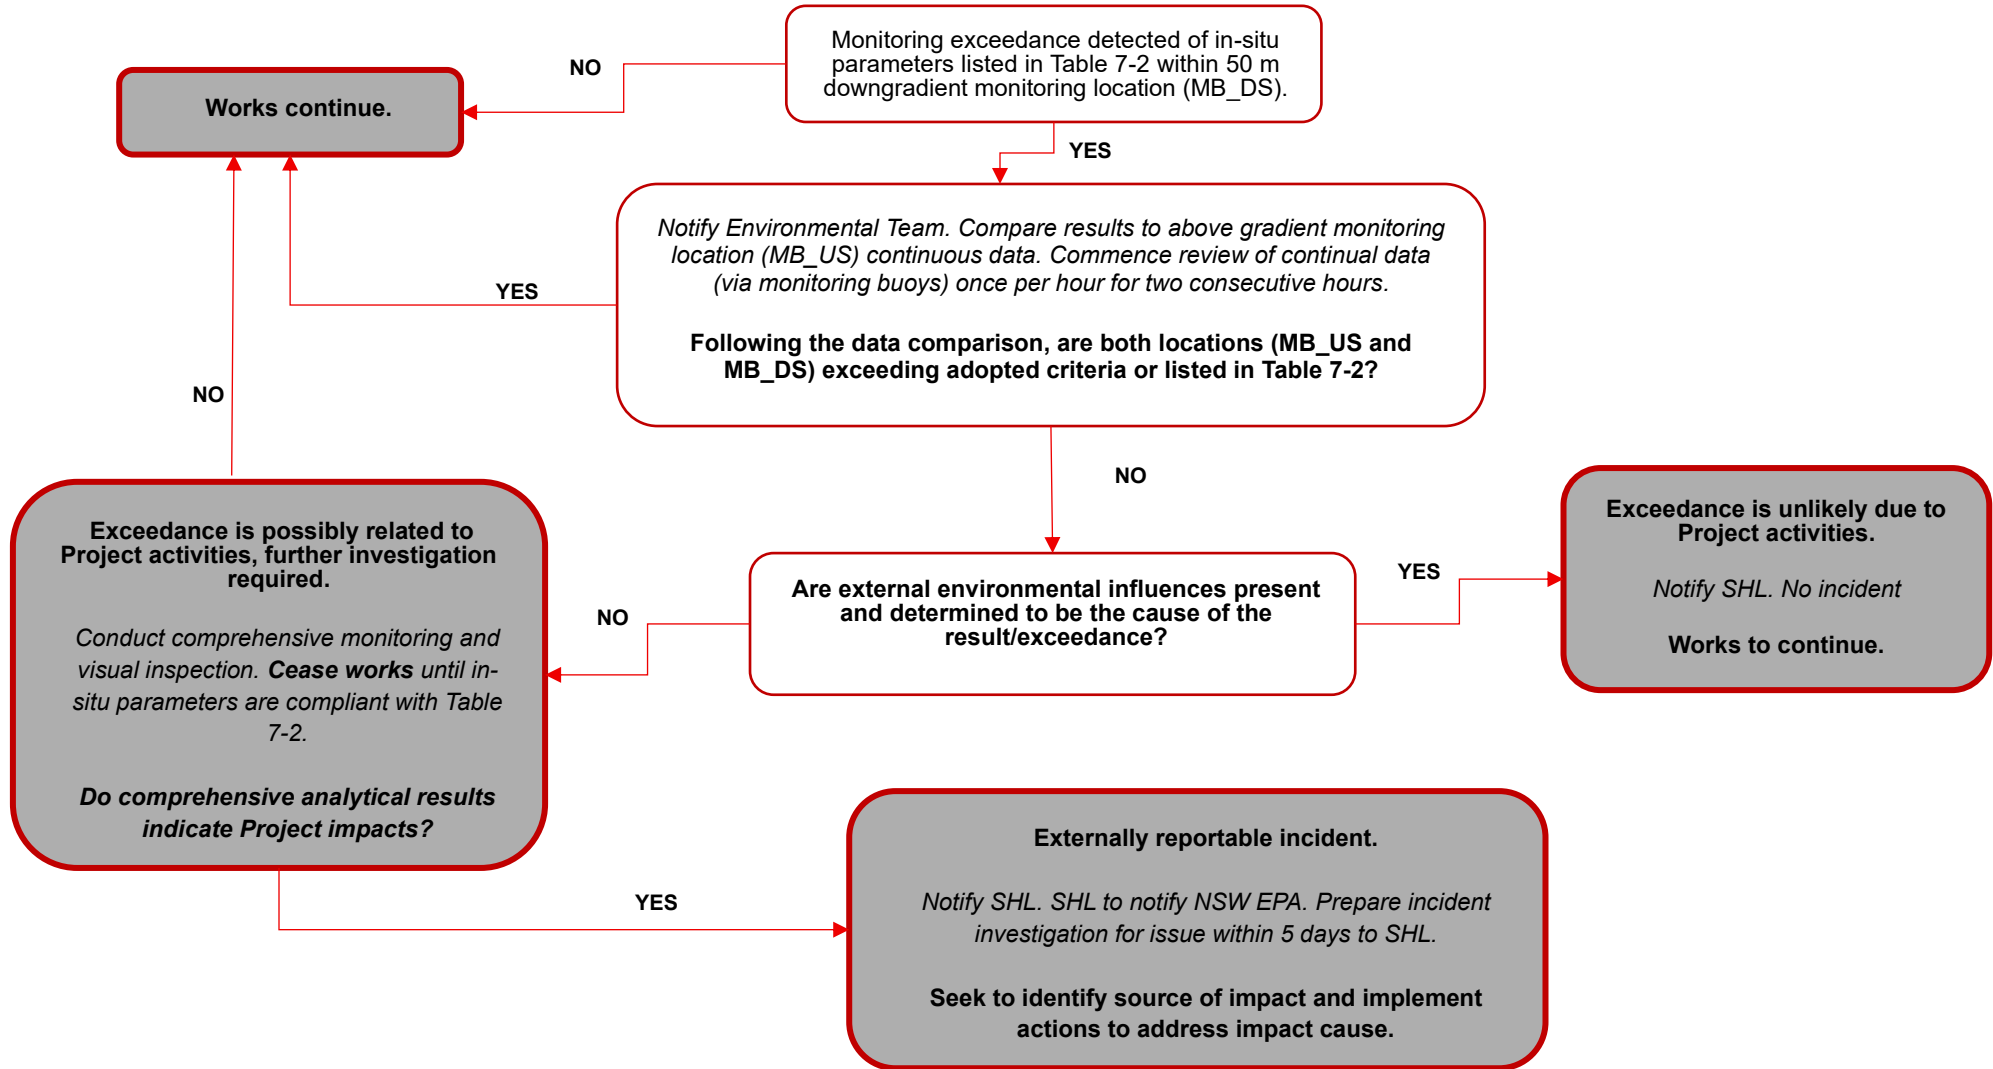 Monitoring exceedance detected of in-situ
parameters listed in Table 7-2 within 50 m
downgradient monitoring location (MB_DS).
NO
Works continue.
YES
Notify Environmental Team. Compare results to above gradient monitoring
location (MB_US) continuous data. Commence review of continual data
(via monitoring buoys) once per hour for two consecutive hours.
Following the data comparison, are both locations (MB_US and
MB_DS) exceeding adopted criteria or listed in Table 7-2?
YES
NO
NO
Are external environmental influences present
and determined to be the cause of the
result/exceedance?
YES
Exceedance is unlikely due to
Project activities.
Notify SHL. No incident
Works to continue.
NO
Exceedance is possibly related to
Project activities, further investigation
required.
Conduct comprehensive monitoring and
visual inspection. Cease works until in-
situ parameters are compliant with Table
7-2.
Do comprehensive analytical results
indicate Project impacts?
YES
Externally reportable incident.
Notify SHL. SHL to notify NSW EPA. Prepare incident
investigation for issue within 5 days to SHL.
Seek to identify source of impact and implement
actions to address impact cause.